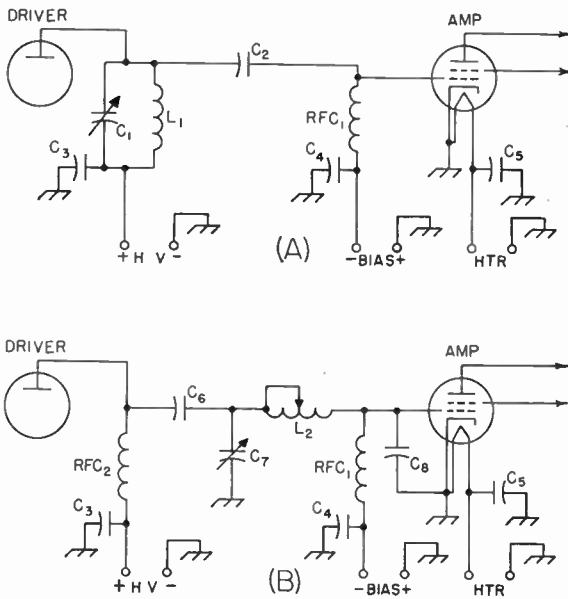 DRIVER
AMP
C2
C1
L1
RFC1
C3
C4
C5
+ H V -
(A)
-BIAS+
HTR
DRIVER
AMP
C6
L2
RFC2
C7
RFC1
C8
C3
C4
C5
+ H V -
(B)
-BIAS+
HTR